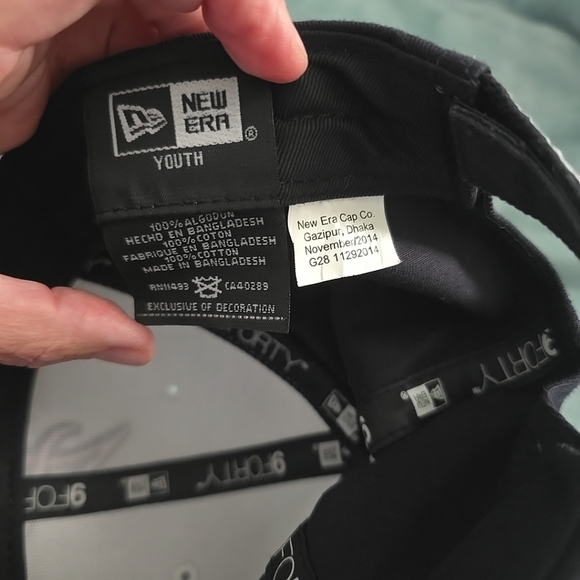 NEW
ERA®
YOUTH
100% ALGODON
HECHO EN BANGLADESH
100% COTON
FABRIQUE EN BANGLADESH
100% COTTON
MADE IN BANGLADESH
RN11493 CA40289
EXCLUSIVE OF DECORATION
New Era Cap Co.
Gazipur, Dhaka
November/2014
G28 11292014
9FORTY
9FORTY
9FORTY
9FORTY